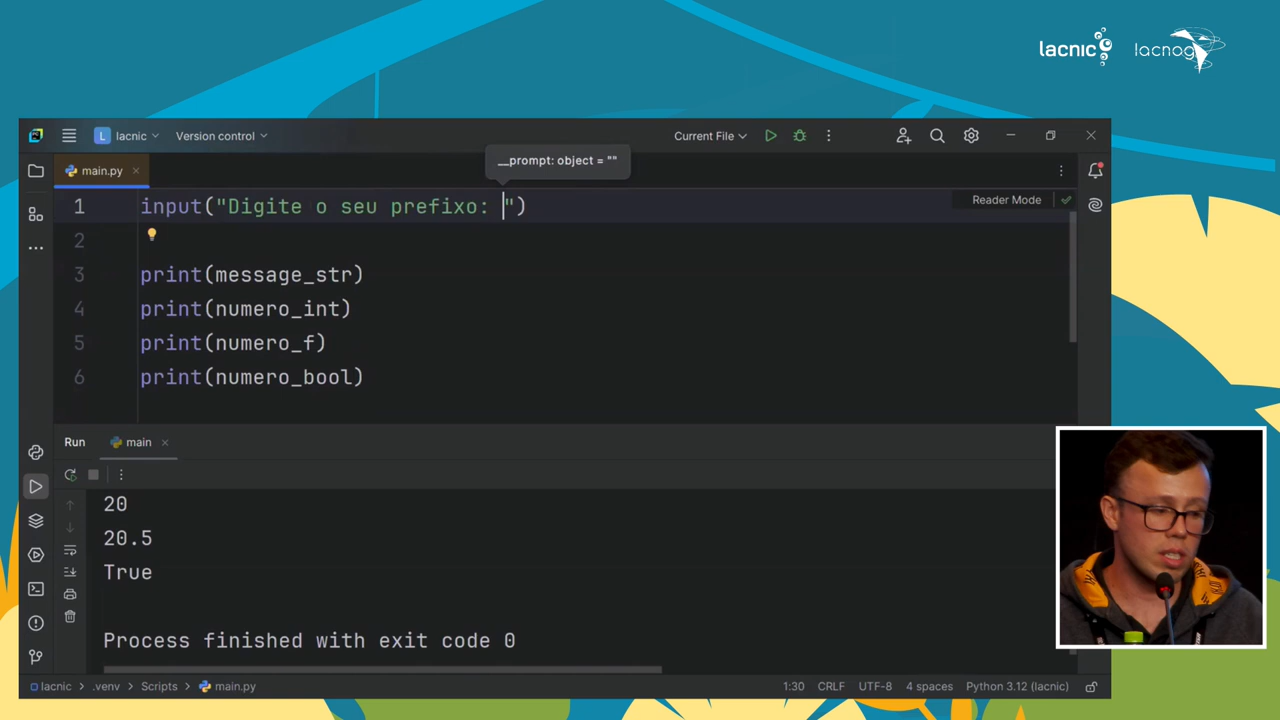 lacnic lacnog
L lacnic Version control Current File
main.py
__prompt: object = ""
1 input("Digite o seu prefixo: ") Reader Mode
2
3 print(message_str)
4 print(numero_int)
5 print(numero_f)
6 print(numero_bool)
Run main
20
20.5
True
Process finished with exit code 0
lacnic > .venv > Scripts > main.py 1:30 CRLF UTF-8 4 spaces Python 3.12 (lacnic)